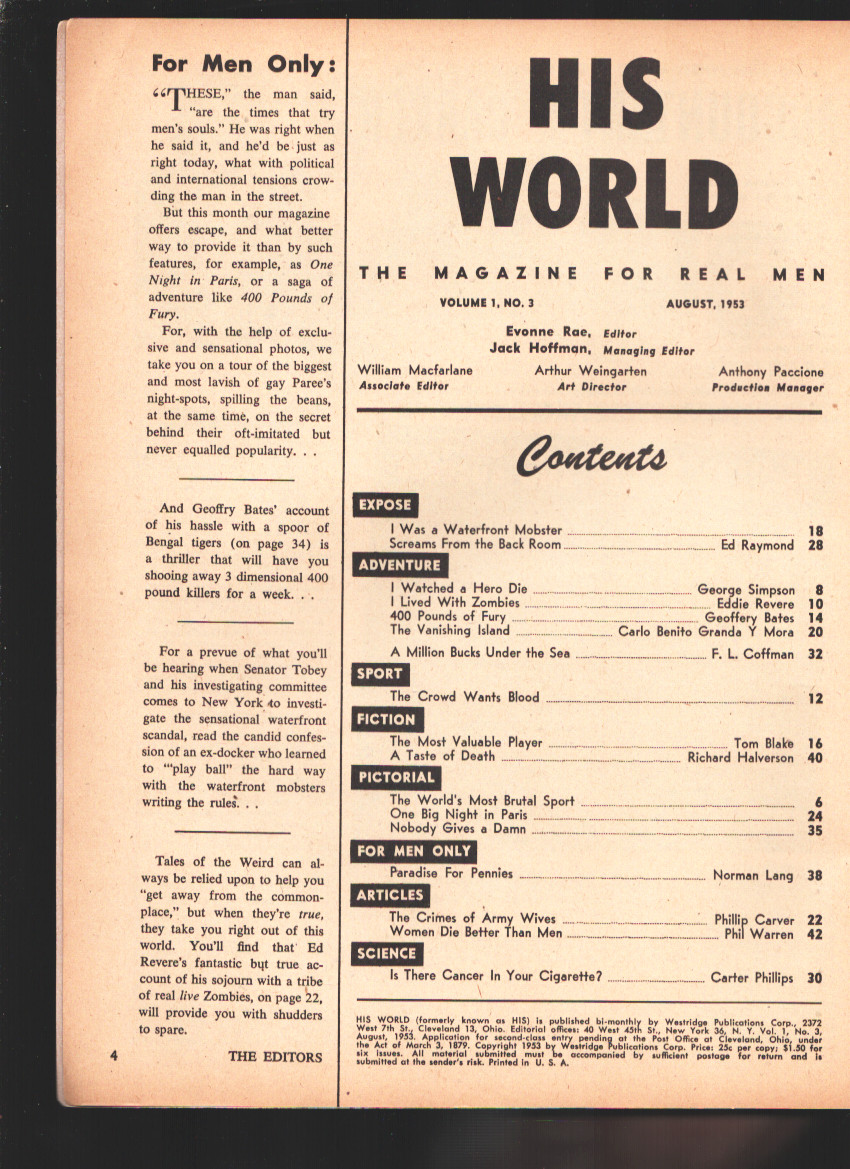 For Men Only:
“THESE,” the man said,
“are the times that try
men's souls.” He was right when
he said it, and he'd be just as
right today, what with political
and international tensions crow-
ding the man in the street.
But this month our magazine
offers escape, and what better
way to provide it than by such
features, for example, as One
Night in Paris, or a saga of
adventure like 400 Pounds of
Fury.
For, with the help of exclu-
sive and sensational photos, we
take you on a tour of the biggest
and most lavish of gay Paree's
night-spots, spilling the beans,
at the same time, on the secret
behind their oft-imitated but
never equalled popularity. . .
And Geoffry Bates' account
of his hassle with a spoor of
Bengal tigers (on page 34) is
a thriller that will have you
shooing away 3 dimensional 400
pound killers for a week. . .
For a prevue of what you'll
be hearing when Senator Tobey
and his investigating committee
comes to New York to investi-
gate the sensational waterfront
scandal, read the candid confes-
sion of an ex-docker who learned
to “'play ball” the hard way
with the waterfront mobsters
writing the rules. . .
Tales of the Weird can al-
ways be relied upon to help you
“get away from the common-
place,” but when they're true,
they take you right out of this
world. You'll find that Ed
Revere's fantastic but true ac-
count of his sojourn with a tribe
of real live Zombies, on page 22,
will provide you with shudders
to spare.
4 THE EDITORS
HIS
WORLD
THE MAGAZINE FOR REAL MEN
VOLUME 1, NO. 3 AUGUST, 1953
Evonne Rae, Editor
Jack Hoffman, Managing Editor
William Macfarlane Arthur Weingarten Anthony Paccione
Associate Editor Art Director Production Manager
Contents
EXPOSE
I Was a Waterfront Mobster 18
Screams From the Back Room Ed Raymond 28
ADVENTURE
I Watched a Hero Die George Simpson 8
I Lived With Zombies Eddie Revere 10
400 Pounds of Fury Geoffery Bates 14
The Vanishing Island Carlo Benito Granda Y Mora 20
A Million Bucks Under the Sea F. L. Coffman 32
SPORT
The Crowd Wants Blood 12
FICTION
The Most Valuable Player Tom Blake 16
A Taste of Death Richard Halverson 40
PICTORIAL
The World's Most Brutal Sport 6
One Big Night in Paris 24
Nobody Gives a Damn 35
FOR MEN ONLY
Paradise For Pennies Norman Lang 38
ARTICLES
The Crimes of Army Wives Phillip Carver 22
Women Die Better Than Men Phil Warren 42
SCIENCE
Is There Cancer In Your Cigarette? Carter Phillips 30
HIS WORLD (formerly known as HIS) is published bi-monthly by Westridge Publications Corp., 2372
West 7th St., Cleveland 13, Ohio. Editorial offices: 40 West 45th St., New York 36, N. Y. Vol. 1, No. 3,
August, 1953. Application for second-class entry pending at the Post Office at Cleveland, Ohio, under
the Act of March 3, 1879. Copyright 1953 by Westridge Publications Corp. Price: 25c per copy; $1.50 for
six issues. All material submitted must be accompanied by sufficient postage for return and is
submitted at the sender's risk. Printed in U. S. A.